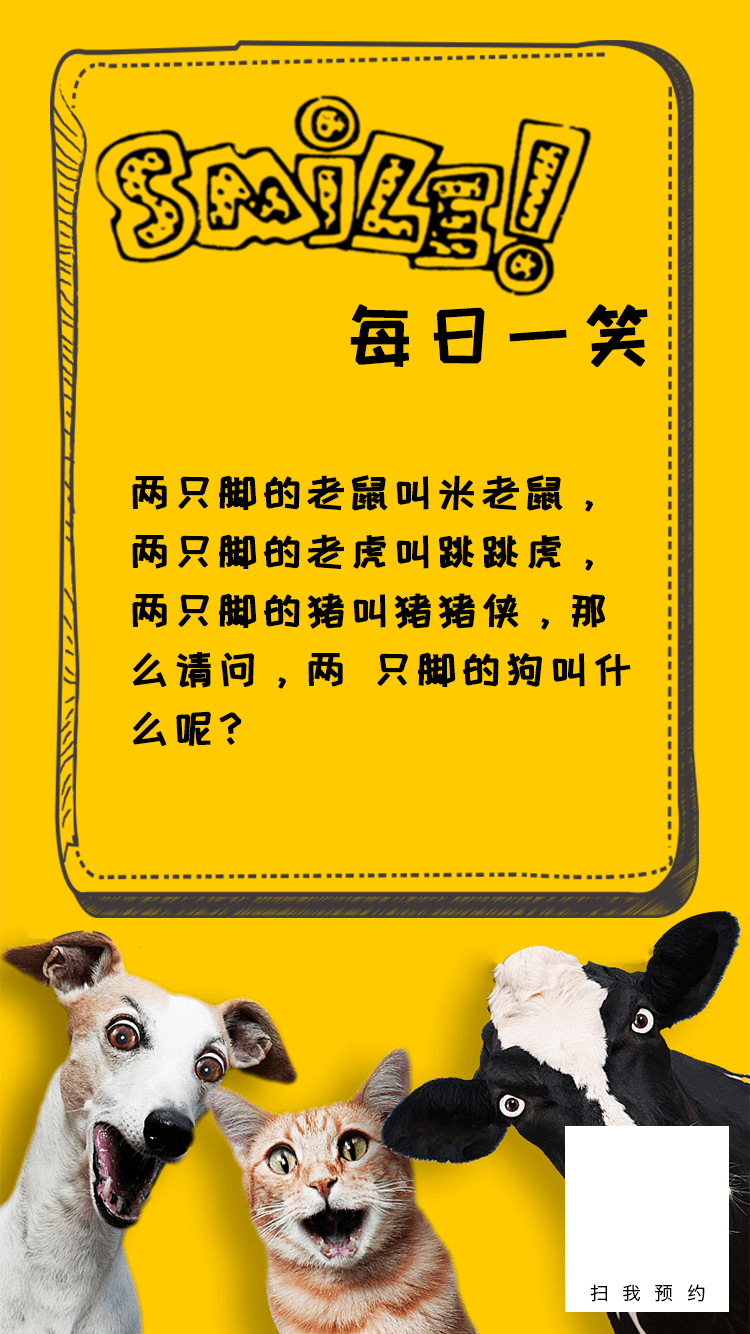 SMILE!
每日一笑
两只脚的老鼠叫米老鼠，
两只脚的老虎叫跳跳虎，
两只脚的猪叫猪猪侠，那
么请问，两 只脚的狗叫什
么呢？
扫我预约